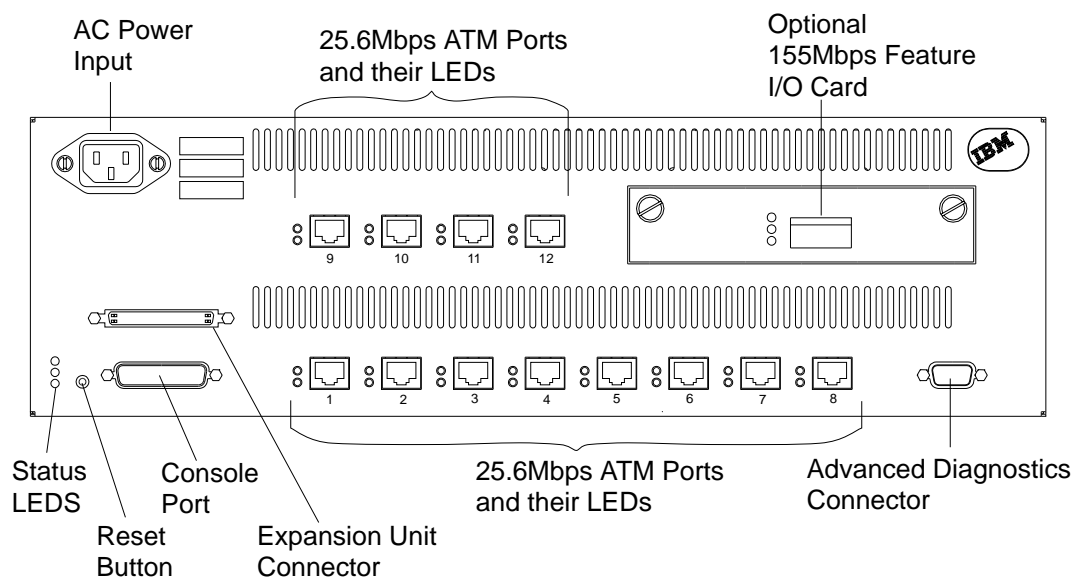 AC Power
Input
25.6Mbps ATM Ports
and their LEDs
Optional
155Mbps Feature
I/O Card
IBM
9 10 11 12
1 2 3 4 5 6 7 8
Status
LEDS
Reset
Button
Console
Port
Expansion Unit
Connector
25.6Mbps ATM Ports
and their LEDs
Advanced Diagnostics
Connector